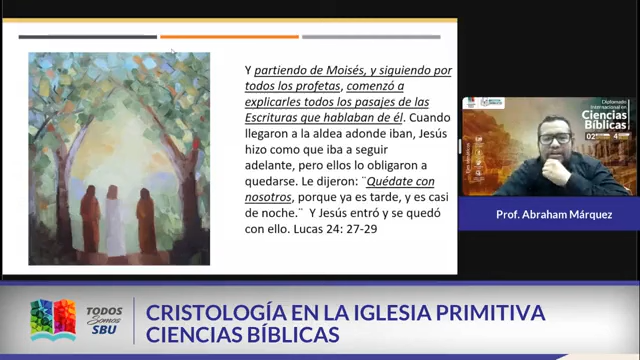 Y partiendo de Moisés, y siguiendo por
todos los profetas, comenzó a
explicarles todos los pasajes de las
Escrituras que hablaban de él. Cuando
llegaron a la aldea adonde iban, Jesús
hizo como que iba a seguir
adelante, pero ellos lo obligaron a
quedarse. Le dijeron: ¨Quédate con
nosotros, porque ya es tarde, y es casi
de noche.¨ Y Jesús entró y se quedó
con ello. Lucas 24: 27-29
Diplomado
Internacional en
Ciencias
Bíblicas
Prof. Abraham Márquez
TODOS
Somos
SBU
CRISTOLOGÍA EN LA IGLESIA PRIMITIVA
CIENCIAS BÍBLICAS